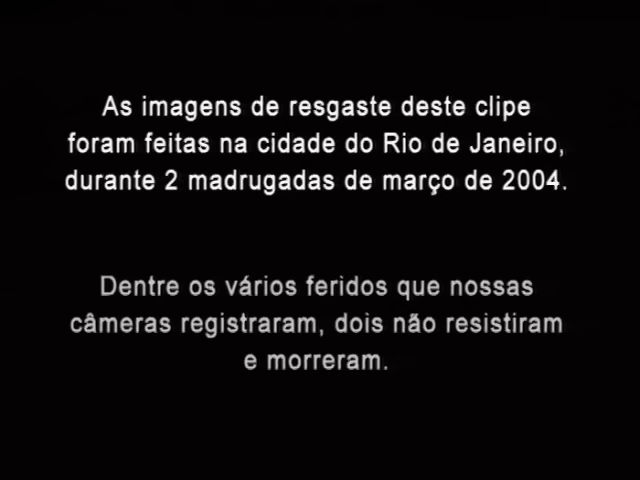 As imagens de resgaste deste clipe
foram feitas na cidade do Rio de Janeiro,
durante 2 madrugadas de março de 2004.
Dentre os vários feridos que nossas
câmeras registraram, dois não resistiram
e morreram.